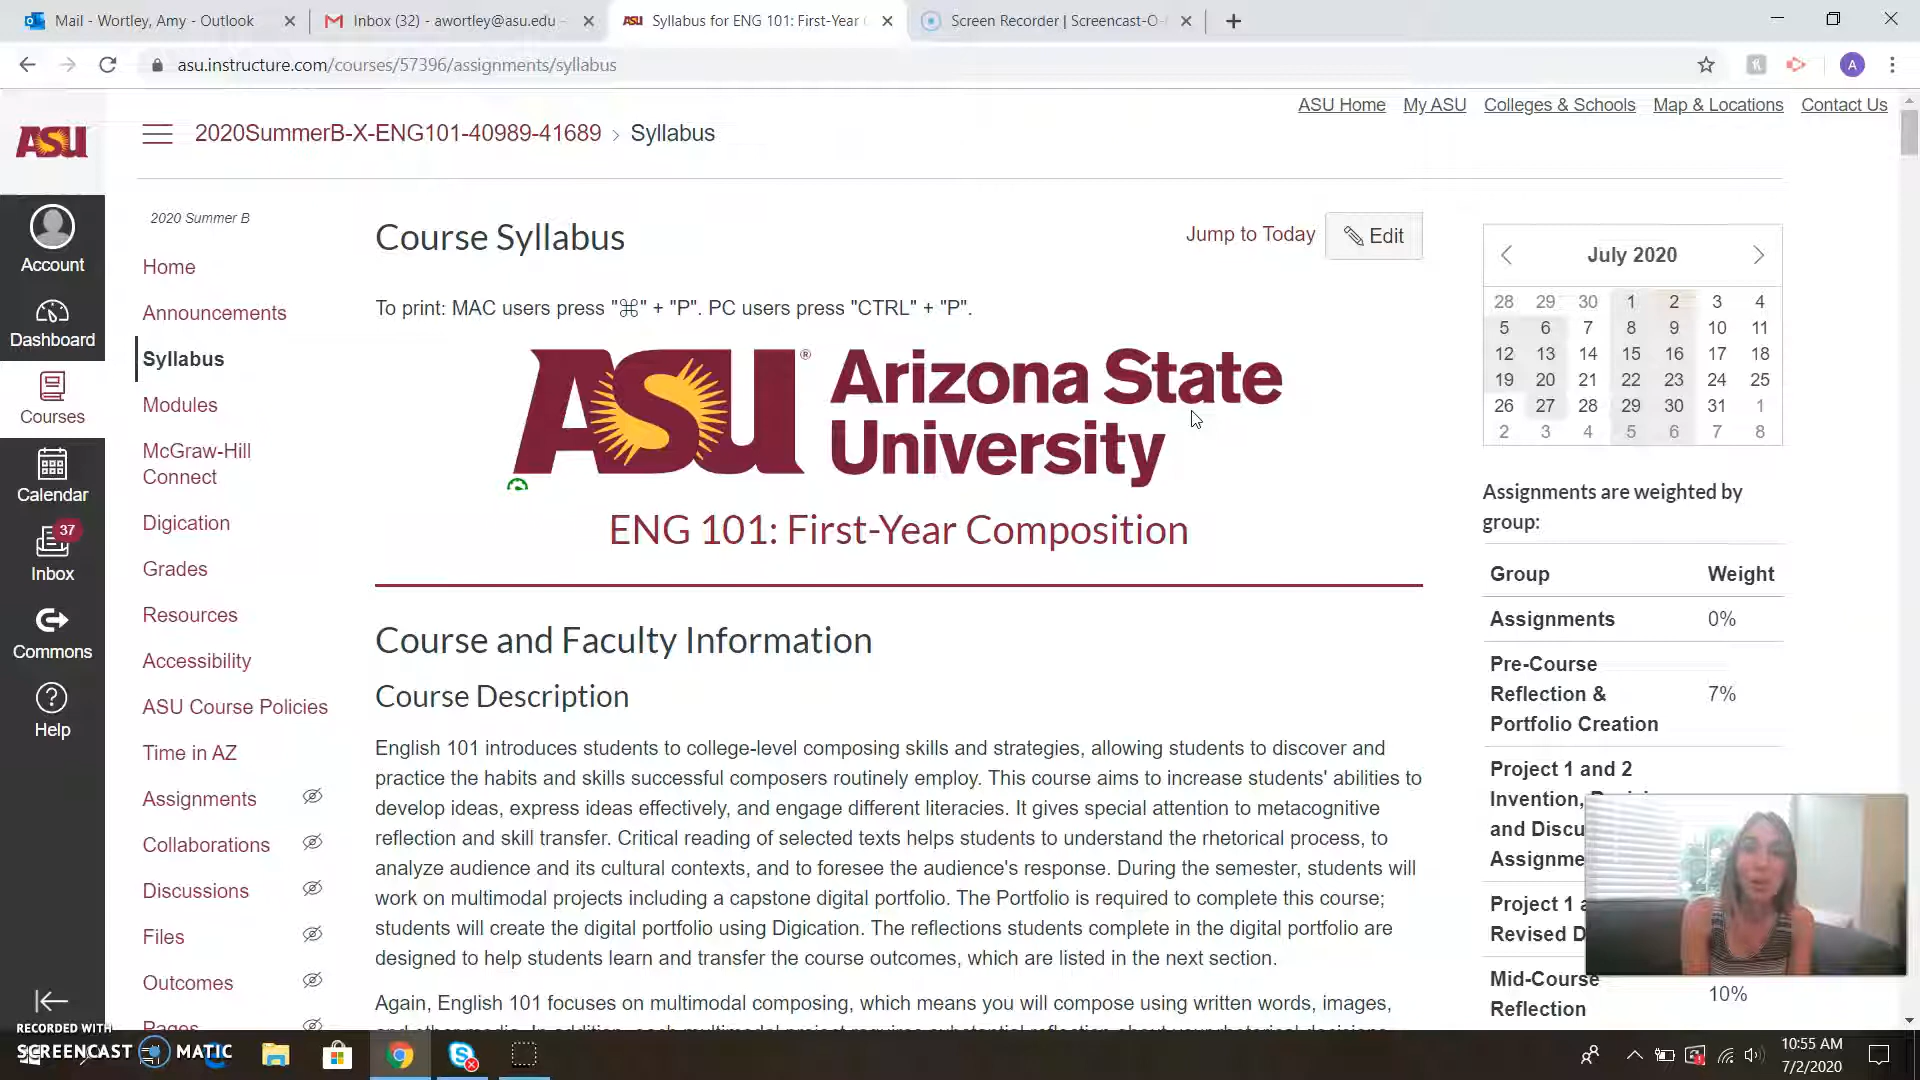 Mail - Wortley, Amy - Outlook
Inbox (32) - awortley@asu.edu -
Syllabus for ENG 101: First-Year
Screen Recorder | Screencast-O-
asu.instructure.com/courses/57396/assignments/syllabus
A
ASU Home My ASU Colleges & Schools Map & Locations Contact Us
ASU
2020SummerB-X-ENG101-40989-41689 › Syllabus
Account
Dashboard
Courses
Calendar
37
Inbox
Commons
Help
2020 Summer B
Home
Announcements
Syllabus
Modules
McGraw-Hill
Connect
Digication
Grades
Resources
Accessibility
ASU Course Policies
Time in AZ
Assignments
Collaborations
Discussions
Files
Outcomes
Pages
Course Syllabus
Jump to Today
Edit
To print: MAC users press "⌘" + "P". PC users press "CTRL" + "P".
ASU® Arizona State
University
ENG 101: First-Year Composition
Course and Faculty Information
Course Description
English 101 introduces students to college-level composing skills and strategies, allowing students to discover and
practice the habits and skills successful composers routinely employ. This course aims to increase students' abilities to
develop ideas, express ideas effectively, and engage different literacies. It gives special attention to metacognitive
reflection and skill transfer. Critical reading of selected texts helps students to understand the rhetorical process, to
analyze audience and its cultural contexts, and to foresee the audience's response. During the semester, students will
work on multimodal projects including a capstone digital portfolio. The Portfolio is required to complete this course;
students will create the digital portfolio using Digication. The reflections students complete in the digital portfolio are
designed to help students learn and transfer the course outcomes, which are listed in the next section.
Again, English 101 focuses on multimodal composing, which means you will compose using written words, images,
July 2020
28 29 30 1 2 3 4
5 6 7 8 9 10 11
12 13 14 15 16 17 18
19 20 21 22 23 24 25
26 27 28 29 30 31 1
2 3 4 5 6 7 8
Assignments are weighted by
group:
Group Weight
Assignments 0%
Pre-Course
Reflection & 7%
Portfolio Creation
Project 1 and 2
Invention,
and Discu
Assignme
Project 1
Revised D
Mid-Course
10%
Reflection
RECORDED WITH
SCREENCAST MATIC
10:55 AM
7/2/2020